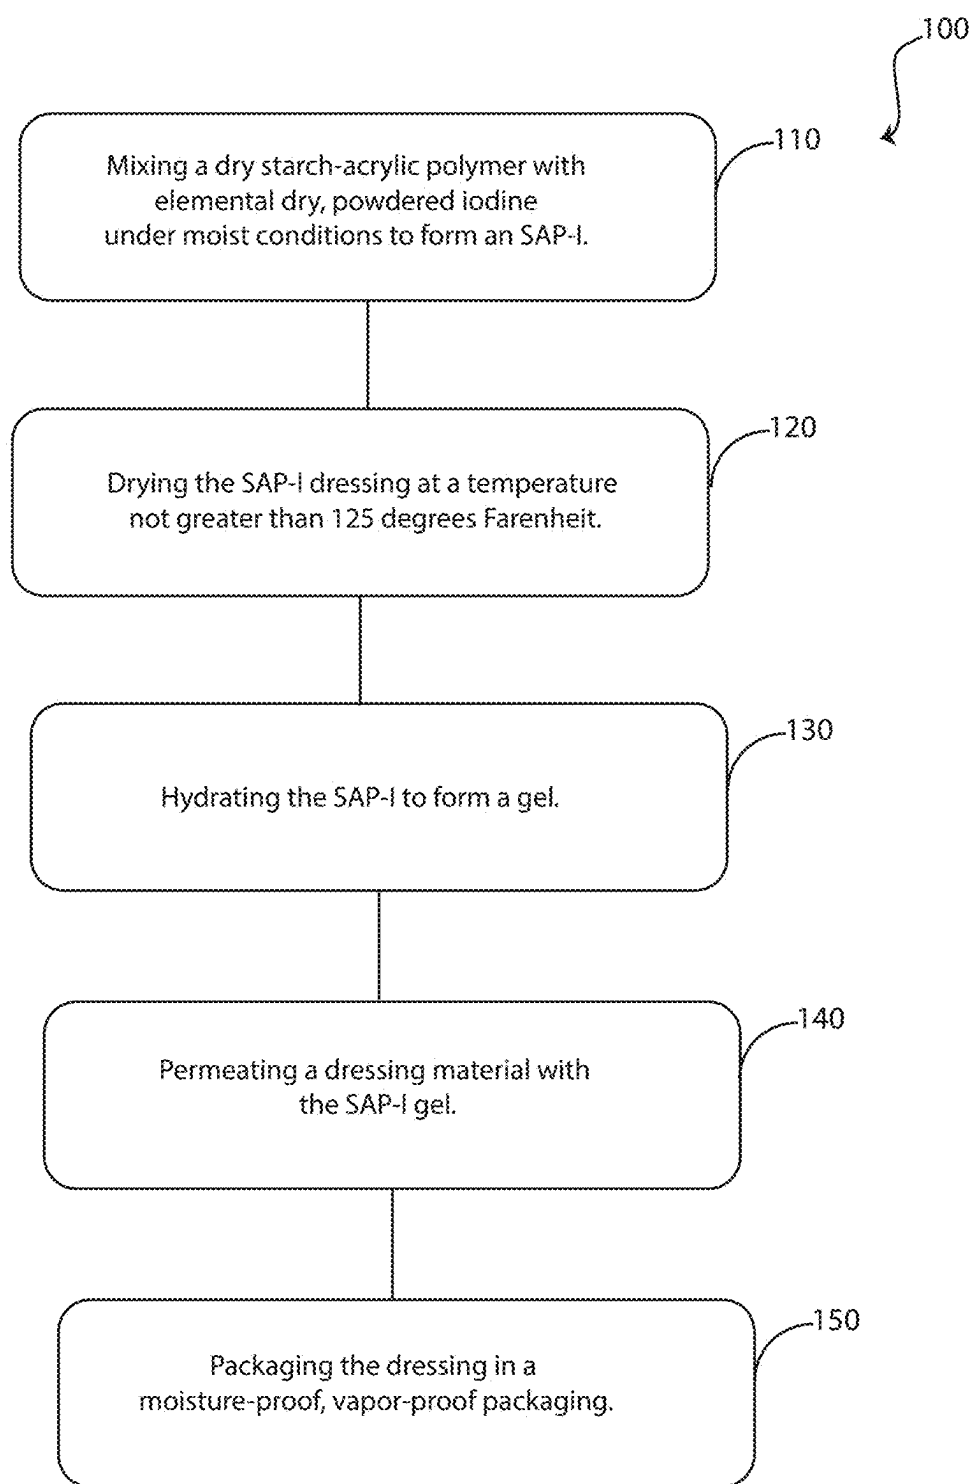 100
110
Mixing a dry starch-acrylic polymer with
elemental dry, powdered iodine
under moist conditions to form an SAP-I.
120
Drying the SAP-I dressing at a temperature
not greater than 125 degrees Farenheit.
130
Hydrating the SAP-I to form a gel.
140
Permeating a dressing material with
the SAP-I gel.
150
Packaging the dressing in a
moisture-proof, vapor-proof packaging.